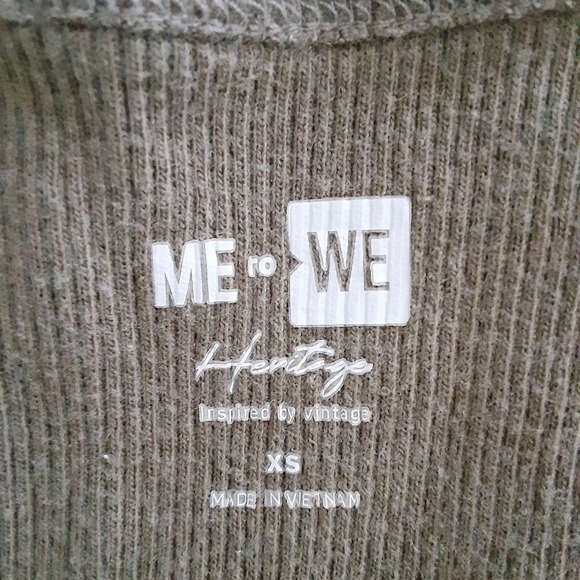 ME TO WE
Heritage
Inspired by vintage
XS
MADE IN VIETNAM